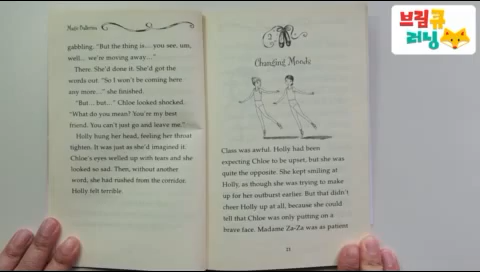 Magic Ballerina
gabbling. "But the thing is... you see, um,
well... we're moving away..."
There. She'd done it. She'd got the
words out. "So I won't be coming here
any more..." she finished.
"But... but..." Chloe looked shocked.
"What do you mean? You're my best
friend. You can't just go and leave me."
Holly hung her head, feeling her throat
tighten. It was just as she'd imagined it.
Chloe's eyes welled up with tears and she
looked so sad. Then, without another
word, she had rushed from the corridor.
Holly felt terrible.
Changing Moods
Class was awful. Holly had been
expecting Chloe to be upset, but she was
quite the opposite. She kept smiling at
Holly, as though she was trying to make
up for her outburst earlier. But that didn't
cheer Holly up at all, because she could
tell that Chloe was only putting on a
brave face. Madame Za-Za was as patient
브림큐
러닝